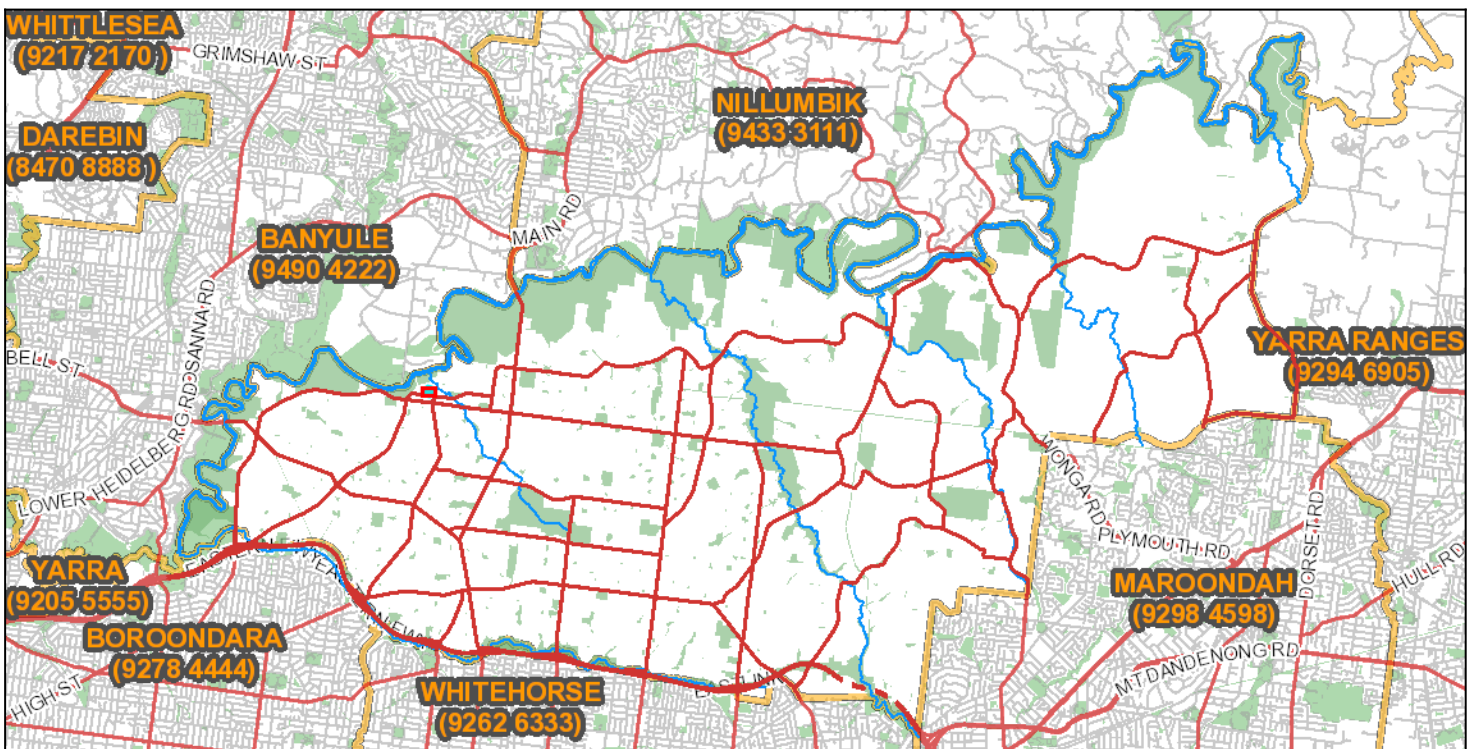 WHITTLESEA
(9217 2170 )
GRIMSHAW ST
DAREBIN
(8470 8888 )
NILLUMBIK
(9433 3111)
BANYULE
(9490 4222)
MAIN RD
ROSANNA RD
BELL ST
LOWER HEIDELBERG RD
YARRA RANGES
(9294 6905)
WONGA RD
PLYMOUTH RD
DORSET RD
HULL RD
YARRA
(9205 5555)
MAROONDAH
(9298 4598)
BOROONDARA
(9278 4444)
HIGH ST
MT DANDENONG RD
WHITEHORSE
(9262 6333)
EASTLINK